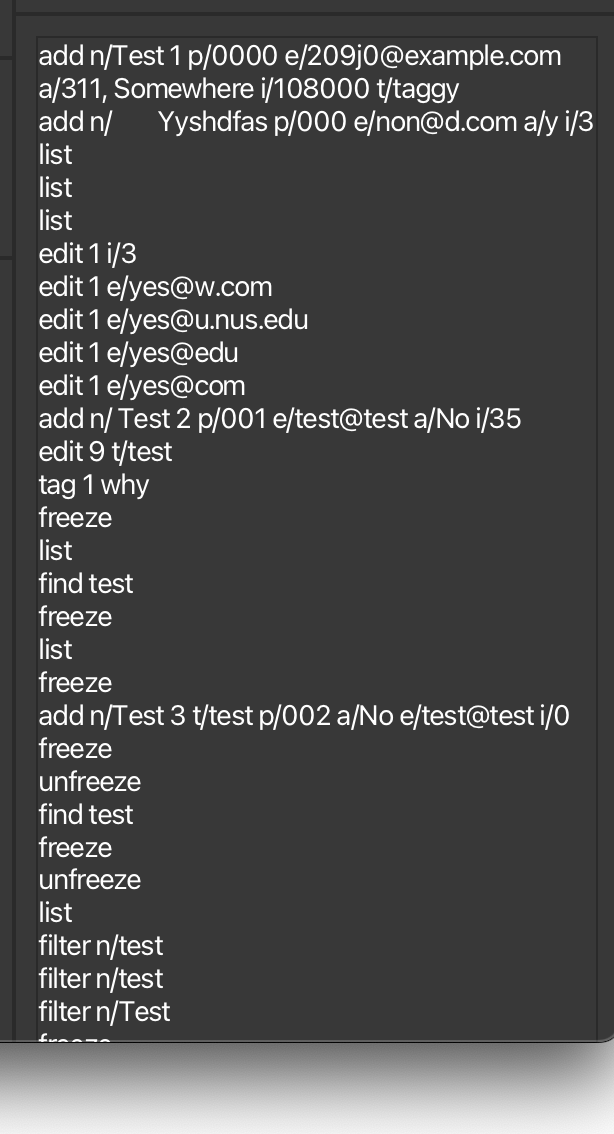 add n/Test 1 p/0000 e/209j0@example.com
a/311, Somewhere i/108000 t/taggy
add n/      Yyshdfas p/000 e/non@d.com a/y i/3
list
list
list
edit 1 i/3
edit 1 e/yes@w.com
edit 1 e/yes@u.nus.edu
edit 1 e/yes@edu
edit 1 e/yes@com
add n/ Test 2 p/001 e/test@test a/No i/35
edit 9 t/test
tag 1 why
freeze
list
find test
freeze
list
freeze
add n/Test 3 t/test p/002 a/No e/test@test i/0
freeze
unfreeze
find test
freeze
unfreeze
list
filter n/test
filter n/test
filter n/Test
freeze